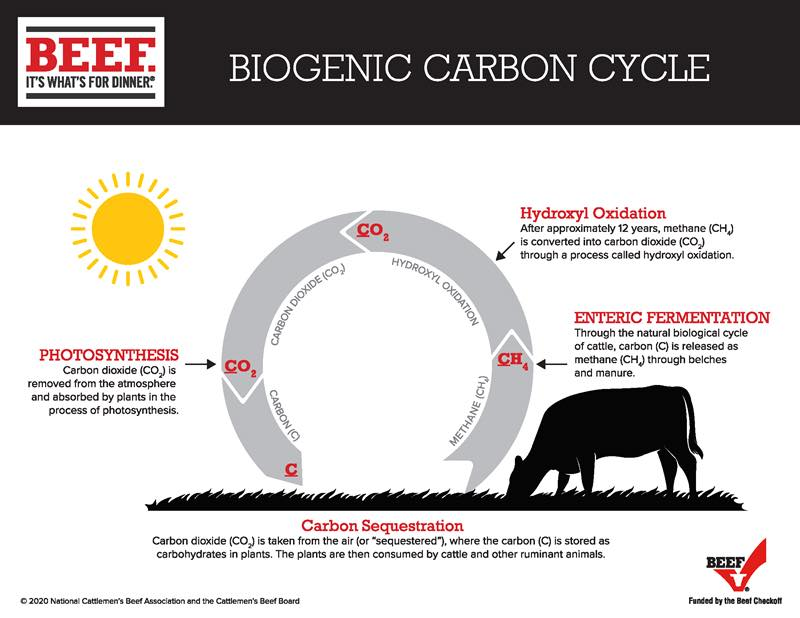 BEEF.
IT'S WHAT'S FOR DINNER.®
BIOGENIC CARBON CYCLE
Hydroxyl Oxidation
After approximately 12 years, methane (CH₄)
is converted into carbon dioxide (CO₂)
through a process called hydroxyl oxidation.
CO₂
CARBON DIOXIDE (CO₂)
HYDROXYL OXIDATION
ENTERIC FERMENTATION
Through the natural biological cycle
of cattle, carbon (C) is released as
methane (CH₄) through belches
and manure.
PHOTOSYNTHESIS
Carbon dioxide (CO₂) is
removed from the atmosphere
and absorbed by plants in the
process of photosynthesis.
CO₂
CH₄
CARBON (C)
METHANE (CH₄)
C
Carbon Sequestration
Carbon dioxide (CO₂) is taken from the air (or "sequestered"), where the carbon (C) is stored as
carbohydrates in plants. The plants are then consumed by cattle and other ruminant animals.
BEEF
®
Funded by the Beef Checkoff
© 2020 National Cattlemen's Beef Association and the Cattlemen's Beef Board